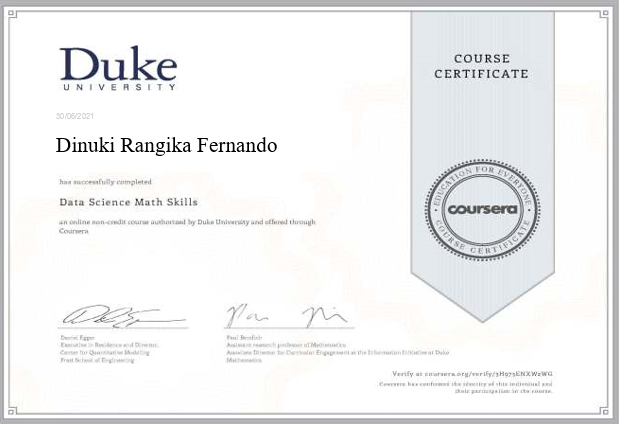 Duke
UNIVERSITY
30/06/2021
Dinuki Rangika Fernando
has successfully completed
Data Science Math Skills
an online non-credit course authorized by Duke University and offered through
Coursera
COURSE
CERTIFICATE
EDUCATION FOR EVERYONE
coursera
COURSE CERTIFICATE
Daniel Egger
Executive in Residence and Director,
Center for Quantitative Modeling
Pratt School of Engineering
Paul Bendich
Assistant research professor of Mathematics
Associate Director for Curricular Engagement at the Information Initiative at Duke
Mathematics
Verify at coursera.org/verify/
Coursera has confirmed the identity of this individual and
their participation in the course.